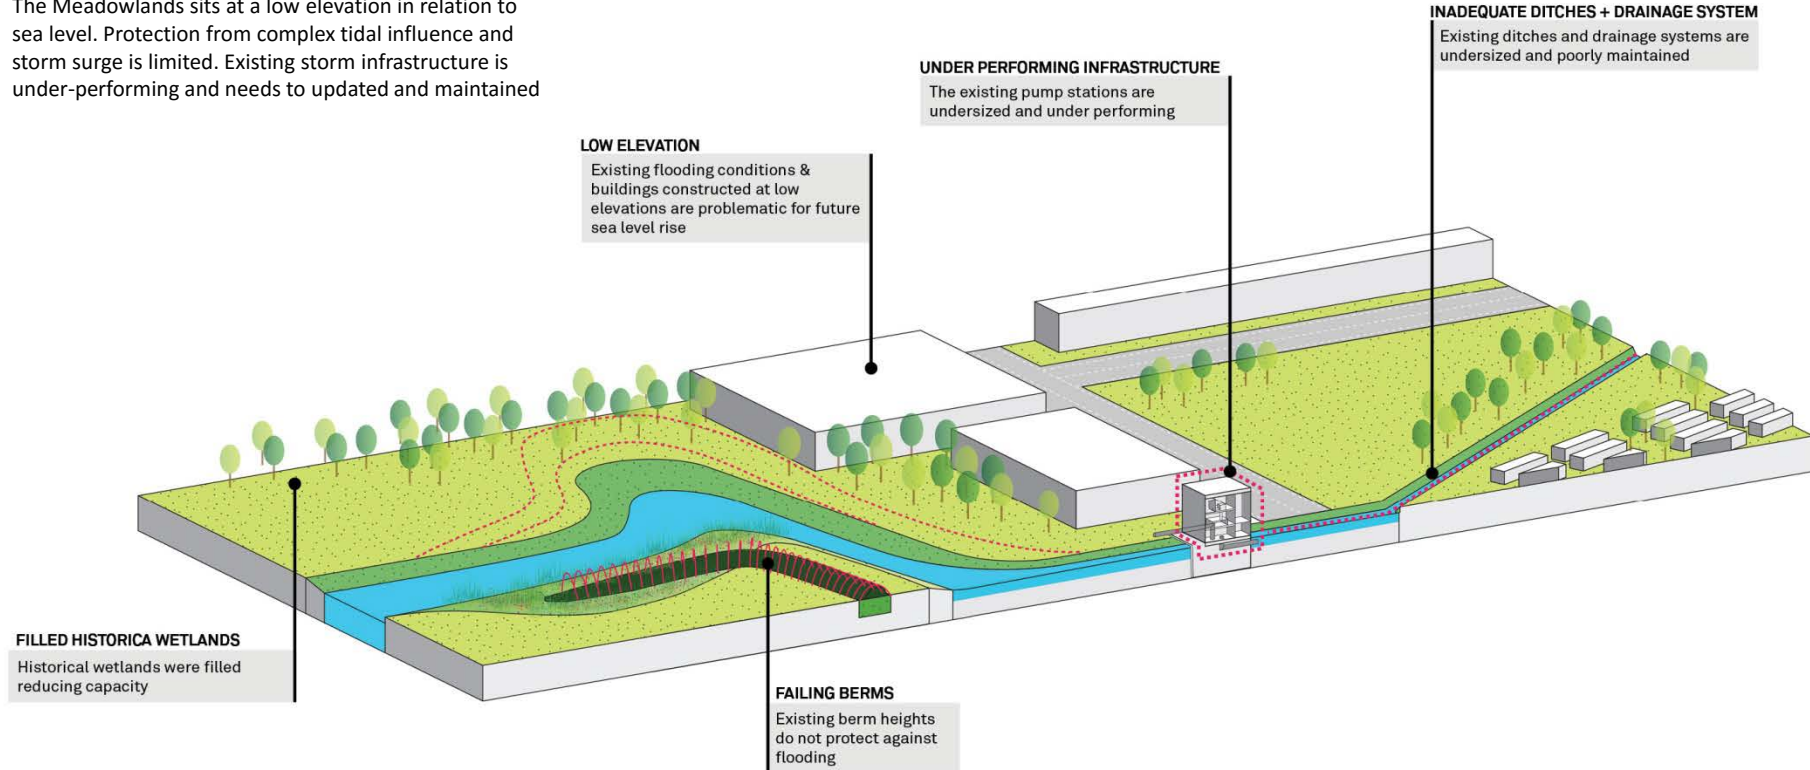 The Meadowlands sits at a low elevation in relation to
sea level. Protection from complex tidal influence and
storm surge is limited. Existing storm infrastructure is
under-performing and needs to updated and maintained
INADEQUATE DITCHES + DRAINAGE SYSTEM
Existing ditches and drainage systems are
undersized and poorly maintained
UNDER PERFORMING INFRASTRUCTURE
The existing pump stations are
undersized and under performing
LOW ELEVATION
Existing flooding conditions &
buildings constructed at low
elevations are problematic for future
sea level rise
FILLED HISTORICA WETLANDS
Historical wetlands were filled
reducing capacity
FAILING BERMS
Existing berm heights
do not protect against
flooding